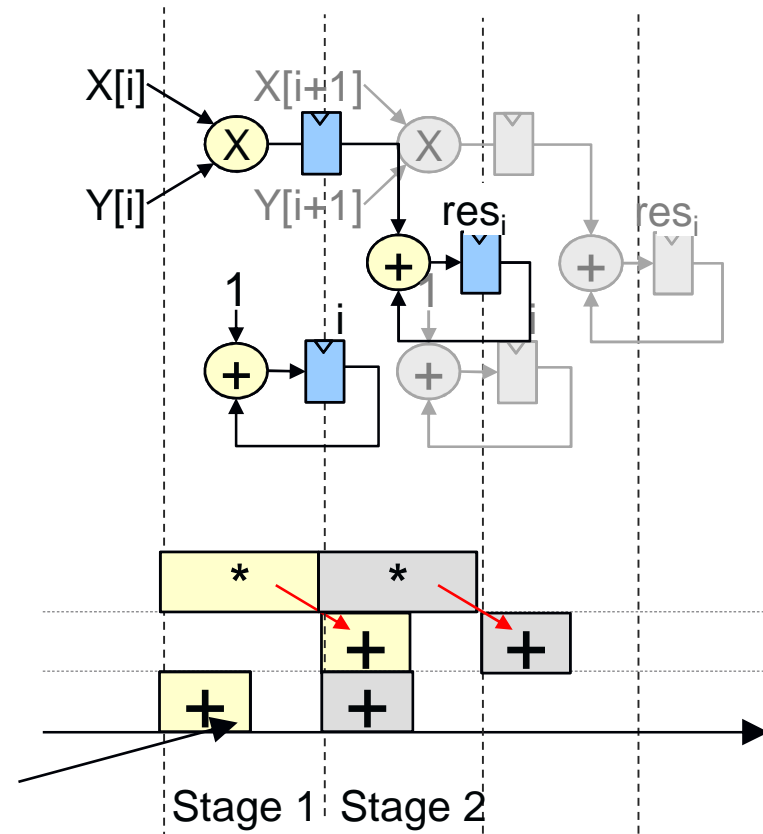 X[i]
X[i+1]
X
X
Y[i]
Y[i+1]
res_i
res_i
+
+
1
1
i
i
+
+
*
*
+
+
+
+
Stage 1
Stage 2